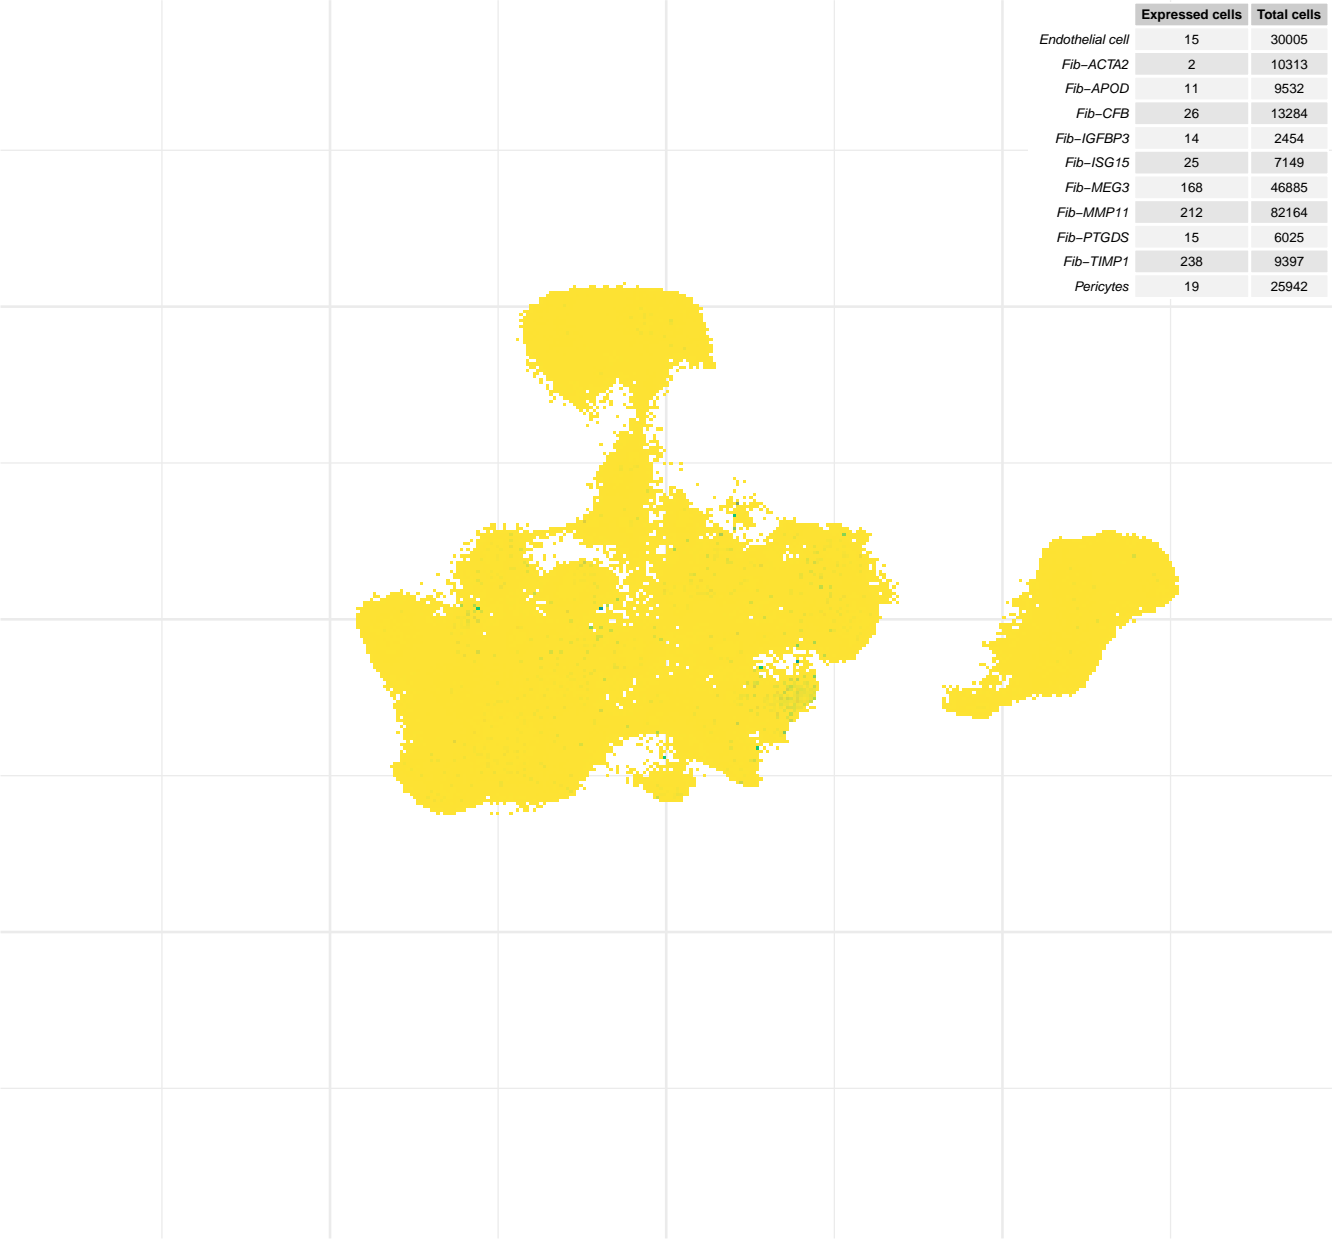 Expressed cells Total cells
Endothelial cell 15 30005
Fib−ACTA2 2 10313
Fib−APOD 11 9532
Fib−CFB 26 13284
Fib−IGFBP3 14 2454
Fib−ISG15 25 7149
Fib−MEG3 168 46885
Fib−MMP11 212 82164
Fib−PTGDS 15 6025
Fib−TIMP1 238 9397
Pericytes 19 25942